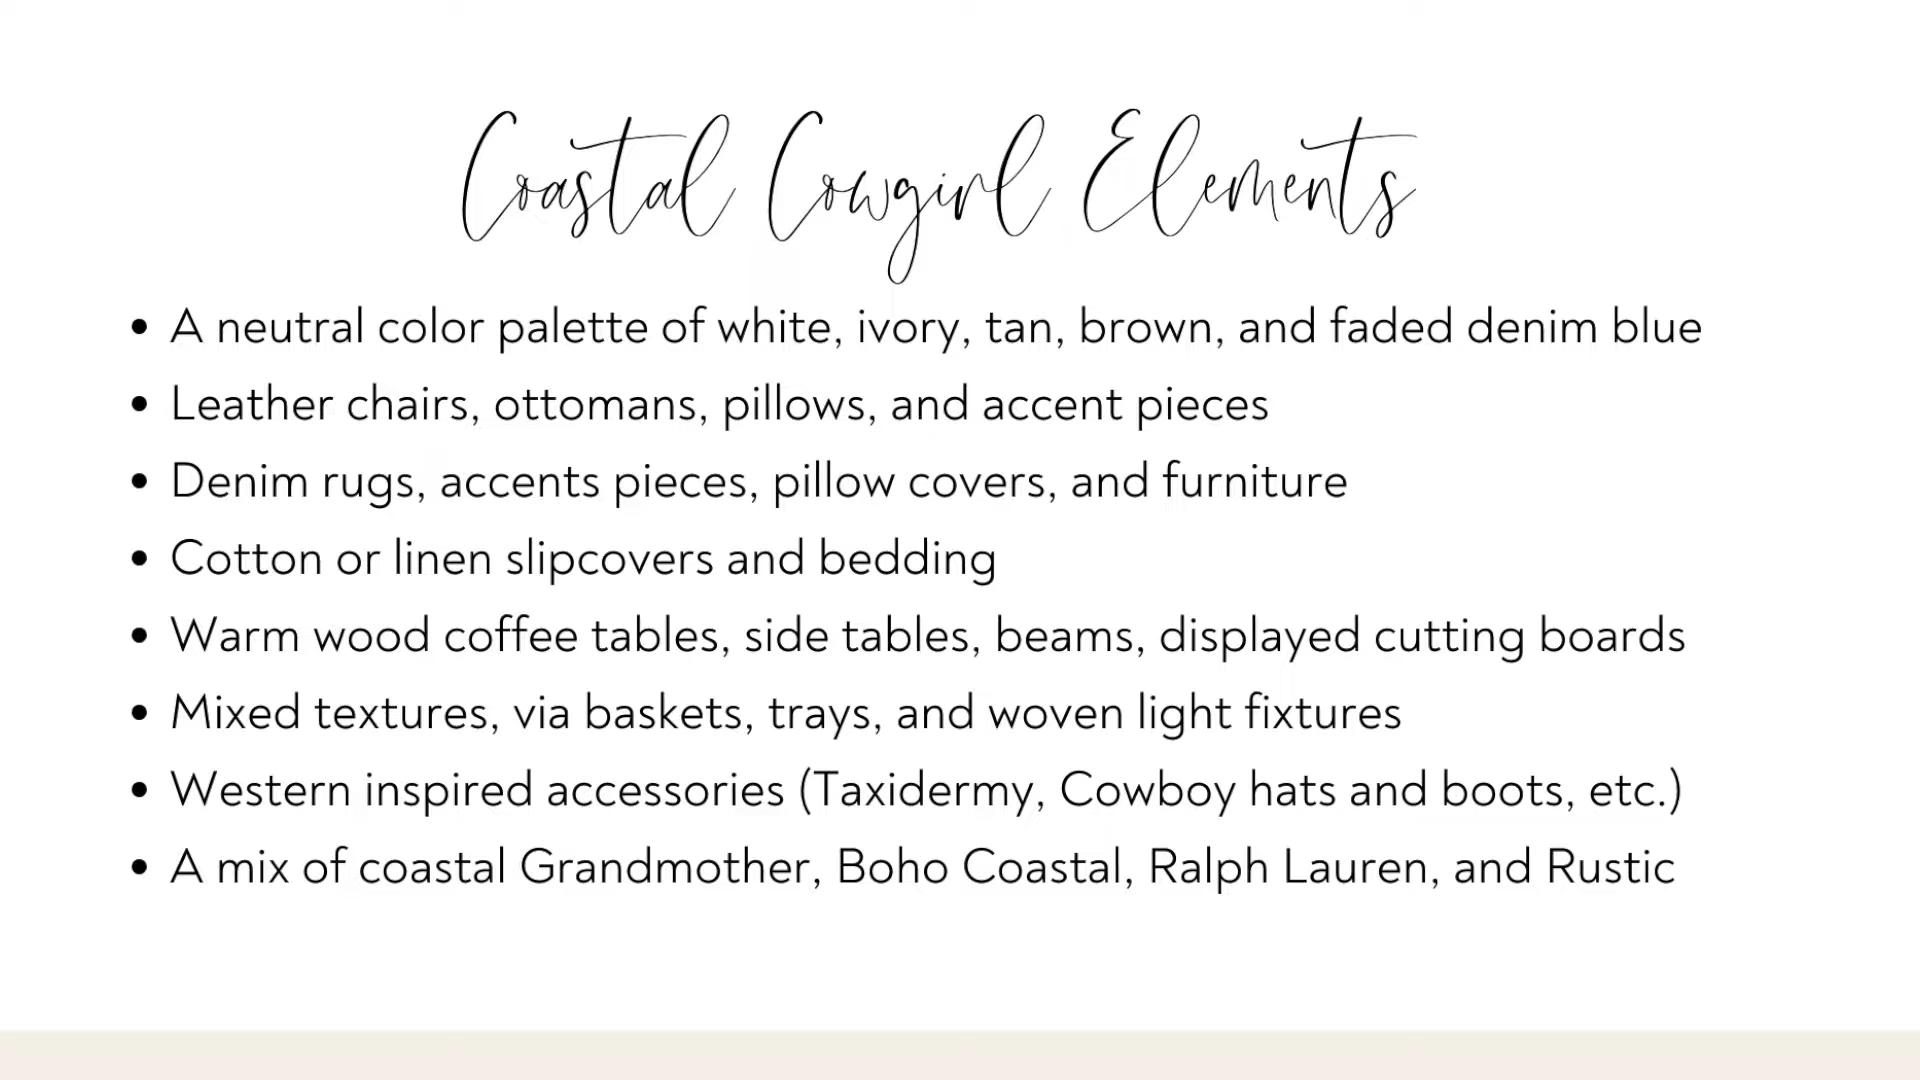 Coastal Cowgirl Elements
• A neutral color palette of white, ivory, tan, brown, and faded denim blue
• Leather chairs, ottomans, pillows, and accent pieces
• Denim rugs, accents pieces, pillow covers, and furniture
• Cotton or linen slipcovers and bedding
• Warm wood coffee tables, side tables, beams, displayed cutting boards
• Mixed textures, via baskets, trays, and woven light fixtures
• Western inspired accessories (Taxidermy, Cowboy hats and boots, etc.)
• A mix of coastal Grandmother, Boho Coastal, Ralph Lauren, and Rustic